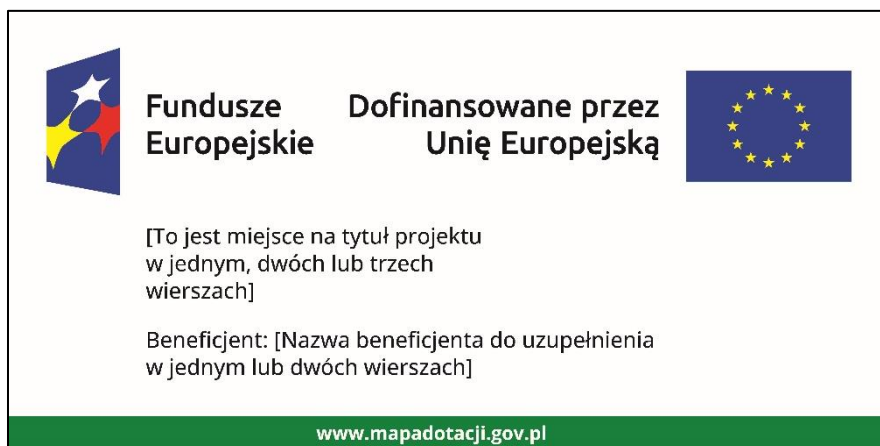 Fundusze
Europejskie
Dofinansowane przez
Unię Europejską
[To jest miejsce na tytuł projektu
w jednym, dwóch lub trzech
wierszach]
Beneficjent: [Nazwa beneficjenta do uzupełnienia
w jednym lub dwóch wierszach]
www.mapadotacji.gov.pl